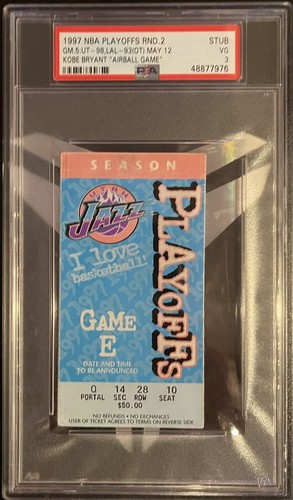 1997 NBA PLAYOFFS RND.2 STUB
GM.5:UT-98,LAL-93(OT) MAY 12 VG
KOBE BRYANT "AIRBALL GAME" 3
PSA 48877976
SEASON
UTAH
JAZZ
I love
basketball!
PLAYOFFS
GAME
E
DATE AND TIME
TO BE ANNOUNCED
Q 14 28 10
PORTAL SEC ROW SEAT
$50.00
NO REFUNDS • NO EXCHANGES
USER OF TICKET AGREES TO TERMS ON REVERSE SIDE